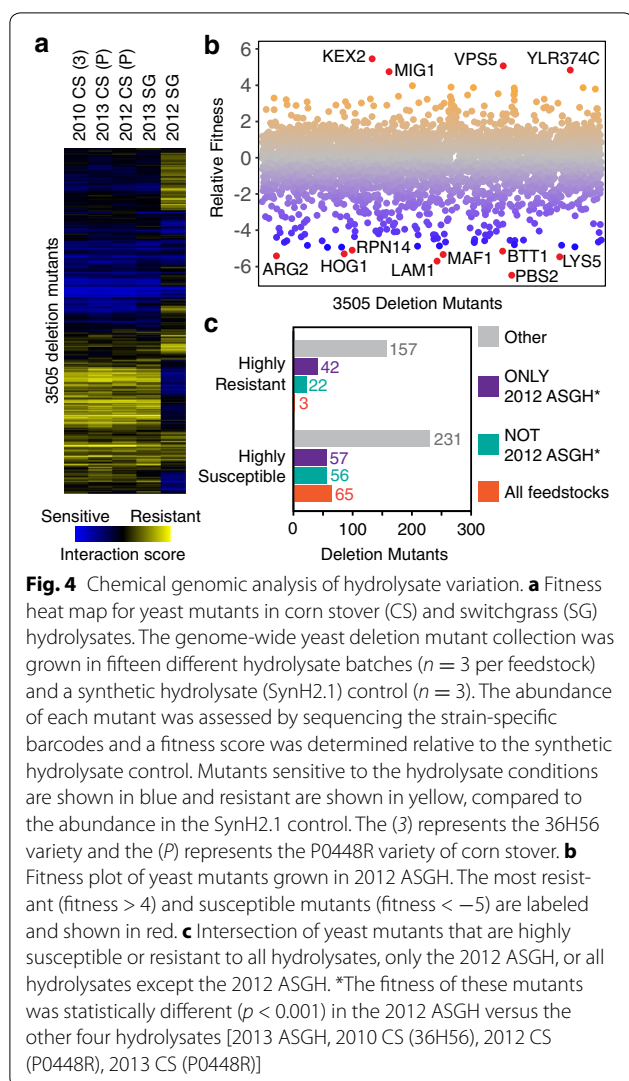 a
2010 CS (3)
2013 CS (P)
2012 CS (P)
2013 SG
2012 SG
3505 deletion mutants
Sensitive Resistant
Interaction score
b
Relative Fitness
6
4
2
0
-2
-4
-6
KEX2
MIG1
VPS5
YLR374C
ARG2
HOG1
RPN14
LAM1
MAF1
BTT1
PBS2
LYS5
3505 Deletion Mutants
c
Highly
Resistant
157
42
22
3
Highly
Susceptible
231
57
56
65
0 100 200 300
Deletion Mutants
Other
ONLY
2012 ASGH*
NOT
2012 ASGH*
All feedstocks
Fig. 4 Chemical genomic analysis of hydrolysate variation. a Fitness
heat map for yeast mutants in corn stover (CS) and switchgrass (SG)
hydrolysates. The genome-wide yeast deletion mutant collection was
grown in fifteen different hydrolysate batches (n = 3 per feedstock)
and a synthetic hydrolysate (SynH2.1) control (n = 3). The abundance
of each mutant was assessed by sequencing the strain-specific
barcodes and a fitness score was determined relative to the synthetic
hydrolysate control. Mutants sensitive to the hydrolysate conditions
are shown in blue and resistant are shown in yellow, compared to
the abundance in the SynH2.1 control. The (3) represents the 36H56
variety and the (P) represents the P0448R variety of corn stover. b
Fitness plot of yeast mutants grown in 2012 ASGH. The most resist-
ant (fitness > 4) and susceptible mutants (fitness < −5) are labeled
and shown in red. c Intersection of yeast mutants that are highly
susceptible or resistant to all hydrolysates, only the 2012 ASGH, or all
hydrolysates except the 2012 ASGH. *The fitness of these mutants
was statistically different (p < 0.001) in the 2012 ASGH versus the
other four hydrolysates [2013 ASGH, 2010 CS (36H56), 2012 CS
(P0448R), 2013 CS (P0448R)]